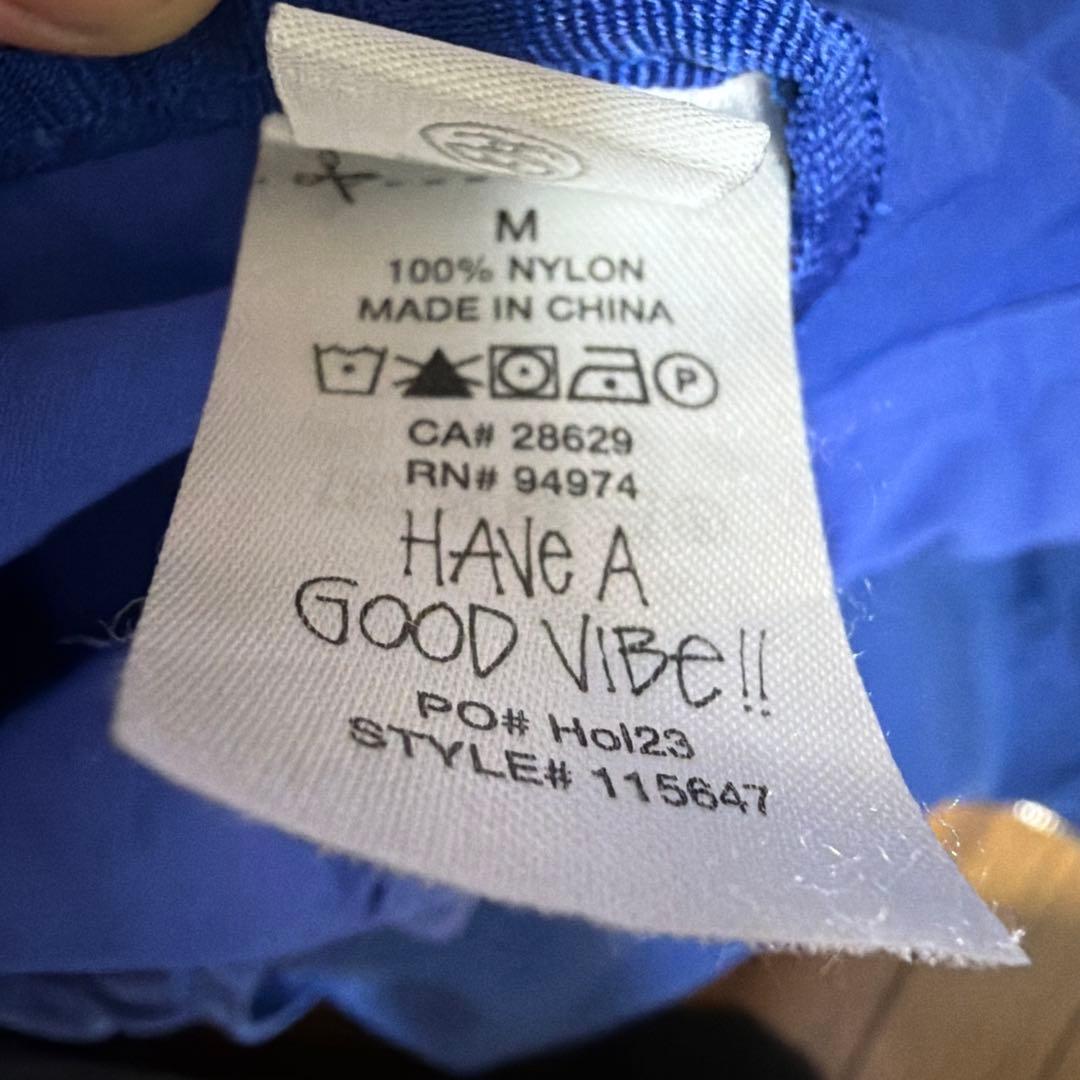 M
100% NYLON
MADE IN CHINA
P
CA# 28629
RN# 94974
HAVe A
GOOD VIBe!!
PO# Hol23
STYLE# 115647